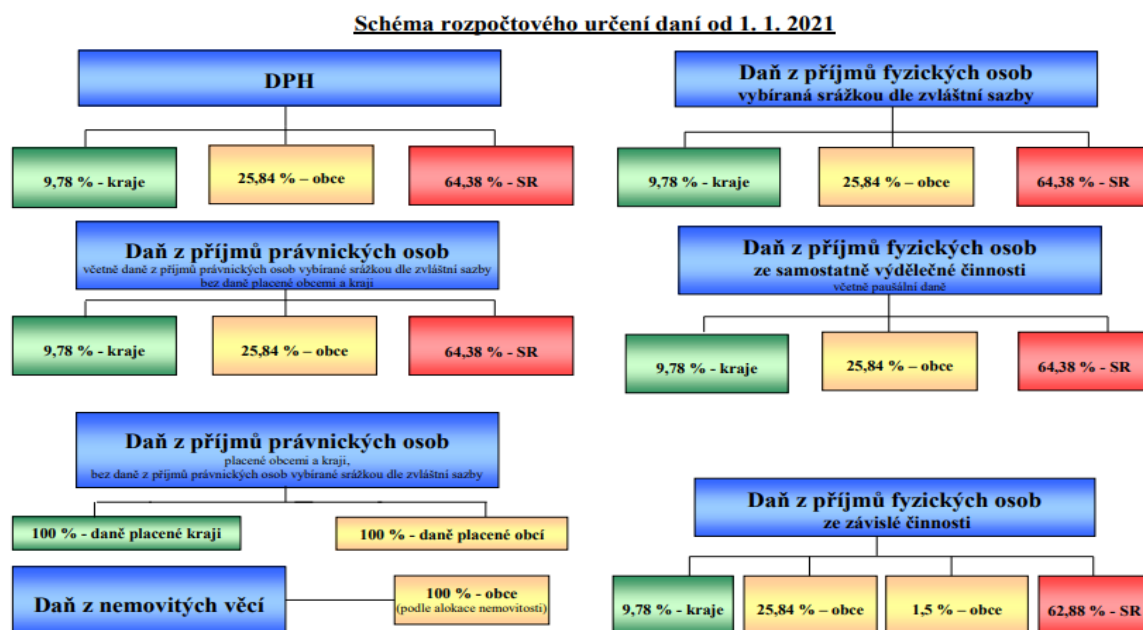 Schéma rozpočtového určení daní od 1. 1. 2021
DPH
9,78 % - kraje
25,84 % – obce
64,38 % - SR
Daň z příjmů fyzických osob
vybíraná srážkou dle zvláštní sazby
9,78 % - kraje
25,84 % – obce
64,38 % - SR
Daň z příjmů právnických osob
včetně daně z příjmů právnických osob vybírané srážkou dle zvláštní sazby
bez daně placené obcemi a kraji
9,78 % - kraje
25,84 % – obce
64,38 % - SR
Daň z příjmů fyzických osob
ze samostatně výdělečné činnosti
včetně paušální daně
9,78 % - kraje
25,84 % – obce
64,38 % - SR
Daň z příjmů právnických osob
placené obcemi a kraji,
bez daně z příjmů právnických osob vybírané srážkou dle zvláštní sazby
100 % - daně placené kraji
100 % - daně placené obcí
Daň z příjmů fyzických osob
ze závislé činnosti
9,78 % - kraje
25,84 % – obce
1,5 % – obce
62,88 % - SR
Daň z nemovitých věcí
100 % - obce
(podle alokace nemovitosti)